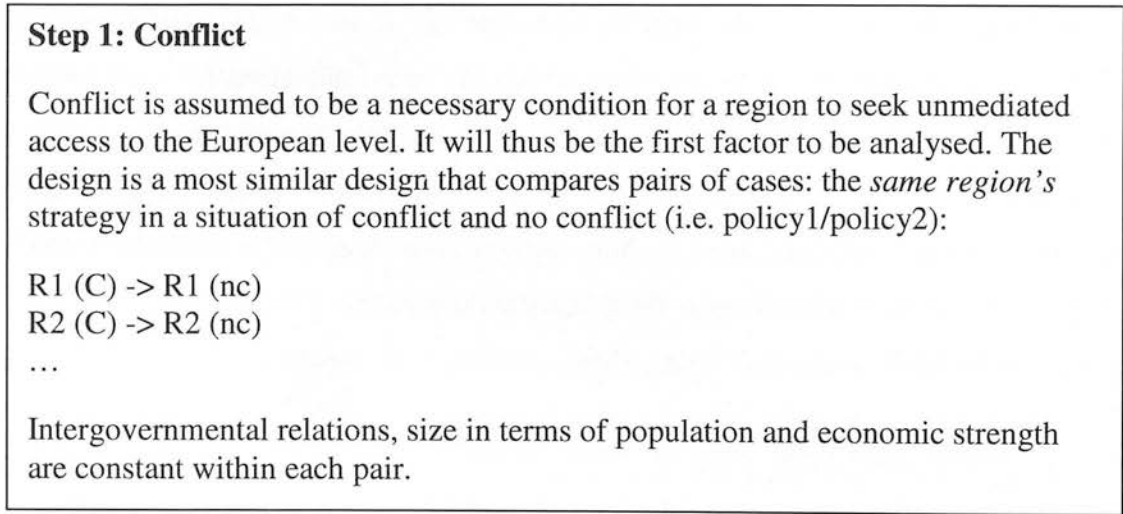 Step 1: Conflict
Conflict is assumed to be a necessary condition for a region to seek unmediated
access to the European level. It will thus be the first factor to be analysed. The
design is a most similar design that compares pairs of cases: the same region's
strategy in a situation of conflict and no conflict (i.e. policy1/policy2):
R1 (C) -> R1 (nc)
R2 (C) -> R2 (nc)
…
Intergovernmental relations, size in terms of population and economic strength
are constant within each pair.